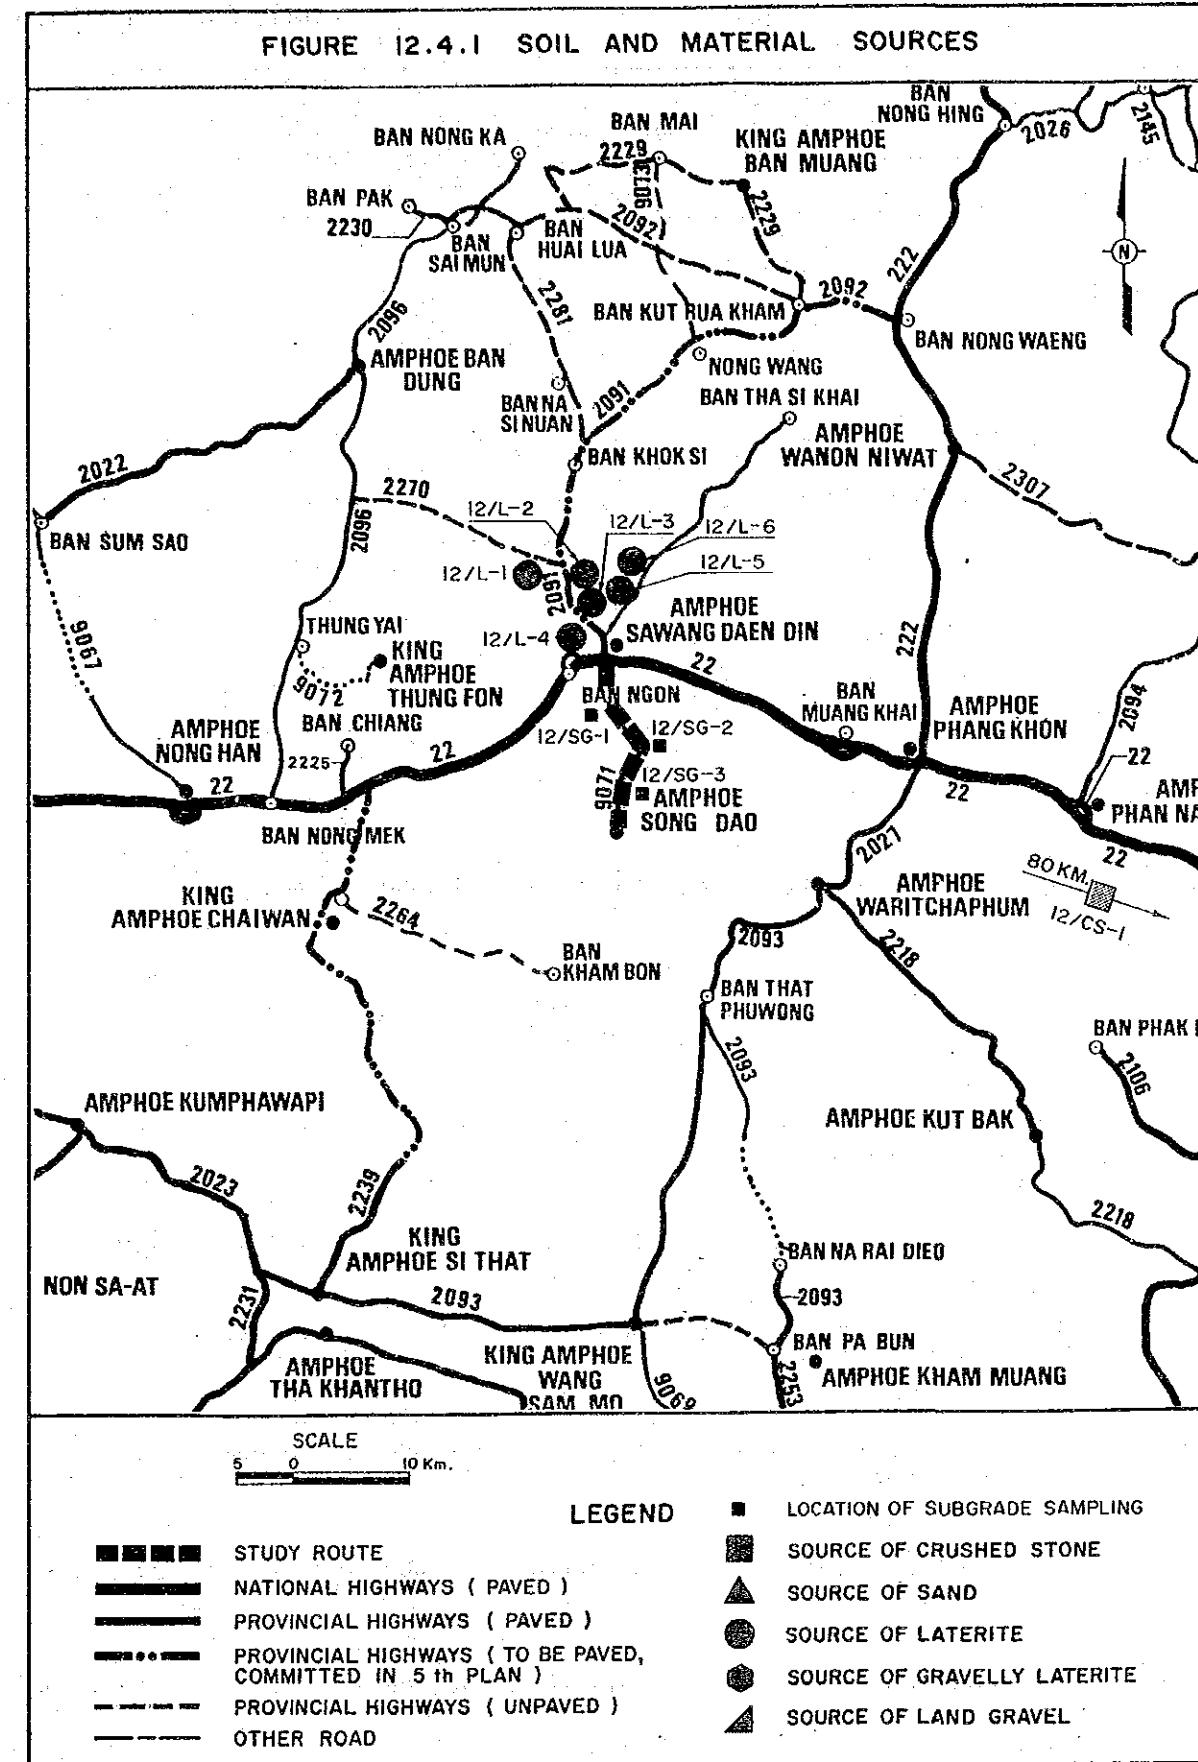 FIGURE 12.4.1 SOIL AND MATERIAL SOURCES
BAN
NONG HING
2026
2145
BAN MAI
BAN NONG KA
2229
KING AMPHOE
BAN MUANG
BAN PAK
2230
BAN
SAI MUN
BAN
HUAI LUA
2092
2229
222
N
2281
2096
2092
BAN KUT RUA KHAM
BAN NONG WAENG
AMPHOE BAN
DUNG
NONG WANG
BAN NA
SI NUAN
2091
BAN THA SI KHAI
AMPHOE
WANON NIWAT
BAN KHOK SI
2022
2270
2307
12/L-2
12/L-3
12/L-6
BAN SUM SAO
2096
12/L-1
12/L-5
2091
AMPHOE
SAWANG DAEN DIN
222
THUNG YAI
12/L-4
9067
KING
AMPHOE
THUNG FON
9072
22
BAN NGON
BAN
MUANG KHAI
AMPHOE
PHANG KHON
2094
AMPHOE
NONG HAN
BAN CHIANG
12/SG-1
12/SG-2
22
2225
22
12/SG-3
22
22
9071
AMPHOE
SONG DAO
AMP
PHAN NA
BAN NONG MEK
2027
22
80 KM.
12/CS-1
KING
AMPHOE CHAIWAN
2264
AMPHOE
WARITCHAPHUM
2093
2218
BAN
KHAM BON
BAN THAT
PHUWONG
2093
BAN PHAK
2106
AMPHOE KUMPHAWAPI
AMPHOE KUT BAK
2023
2239
2218
KING
AMPHOE SI THAT
BAN NA RAI DIEO
NON SA-AT
2231
2093
2093
BAN PA BUN
KING AMPHOE
WANG
SAM MO
AMPHOE
THA KHANTHO
AMPHOE KHAM MUANG
9069
2253
SCALE
5 0 10 Km.
LEGEND
STUDY ROUTE
NATIONAL HIGHWAYS ( PAVED )
PROVINCIAL HIGHWAYS ( PAVED )
PROVINCIAL HIGHWAYS ( TO BE PAVED,
COMMITTED IN 5 th PLAN )
PROVINCIAL HIGHWAYS ( UNPAVED )
OTHER ROAD
LOCATION OF SUBGRADE SAMPLING
SOURCE OF CRUSHED STONE
SOURCE OF SAND
SOURCE OF LATERITE
SOURCE OF GRAVELLY LATERITE
SOURCE OF LAND GRAVEL